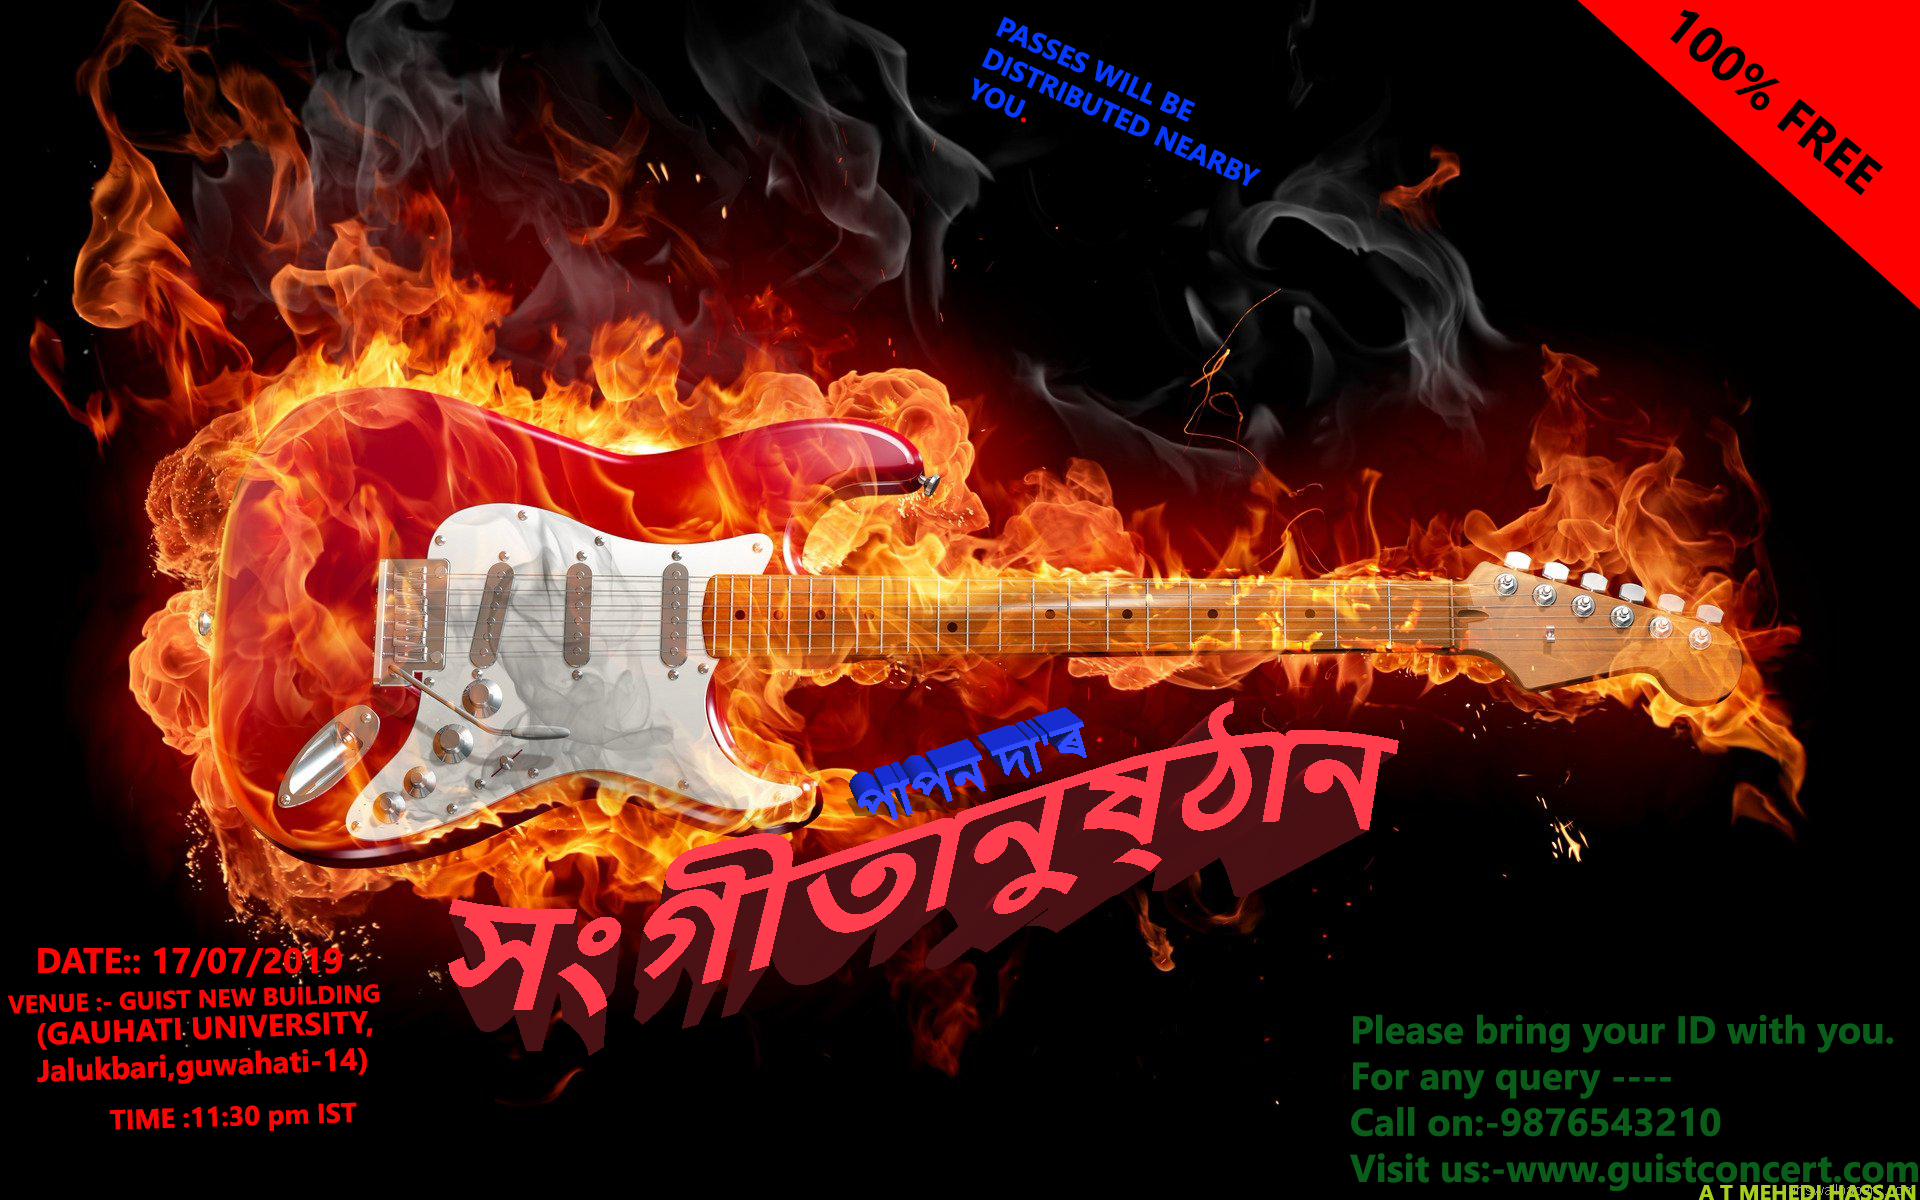 PASSES WILL BE
DISTRIBUTED NEARBY
YOU.
100% FREE
পাপন দা'ৰ
সংগীতানুষ্ঠান
DATE:: 17/07/2019
VENUE :- GUIST NEW BUILDING
(GAUHATI UNIVERSITY,
Jalukbari,guwahati-14)
TIME :11:30 pm IST
Please bring your ID with you.
For any query ----
Call on:-9876543210
Visit us:-www.guistconcert.com
A T MEHEDI HASSAN